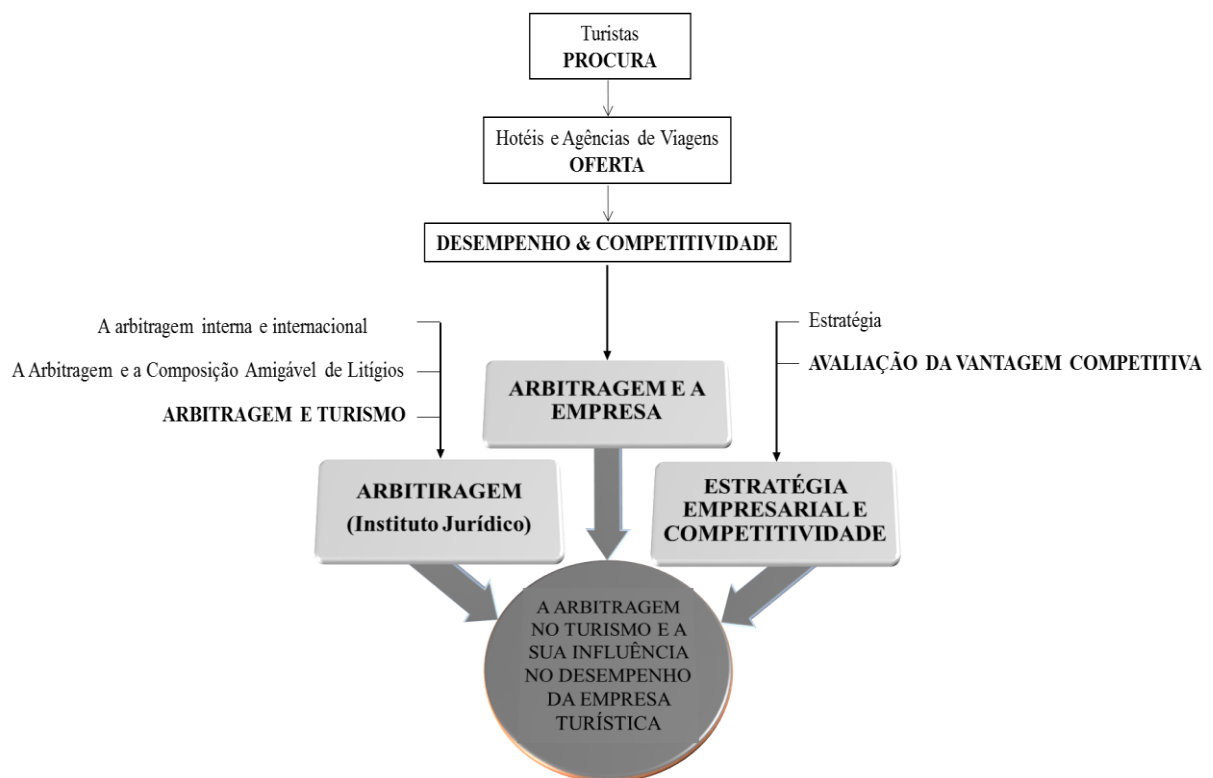 Turistas
PROCURA
Hotéis e Agências de Viagens
OFERTA
DESEMPENHO & COMPETITIVIDADE
A arbitragem interna e internacional
A Arbitragem e a Composição Amigável de Litígios
ARBITRAGEM E TURISMO
Estratégia
AVALIAÇÃO DA VANTAGEM COMPETITIVA
ARBITRAGEM E A
EMPRESA
ARBITIRAGEM
(Instituto Jurídico)
ESTRATÉGIA
EMPRESARIAL E
COMPETITIVIDADE
A ARBITRAGEM
NO TURISMO E A
SUA INFLUÊNCIA
NO DESEMPENHO
DA EMPRESA
TURÍSTICA